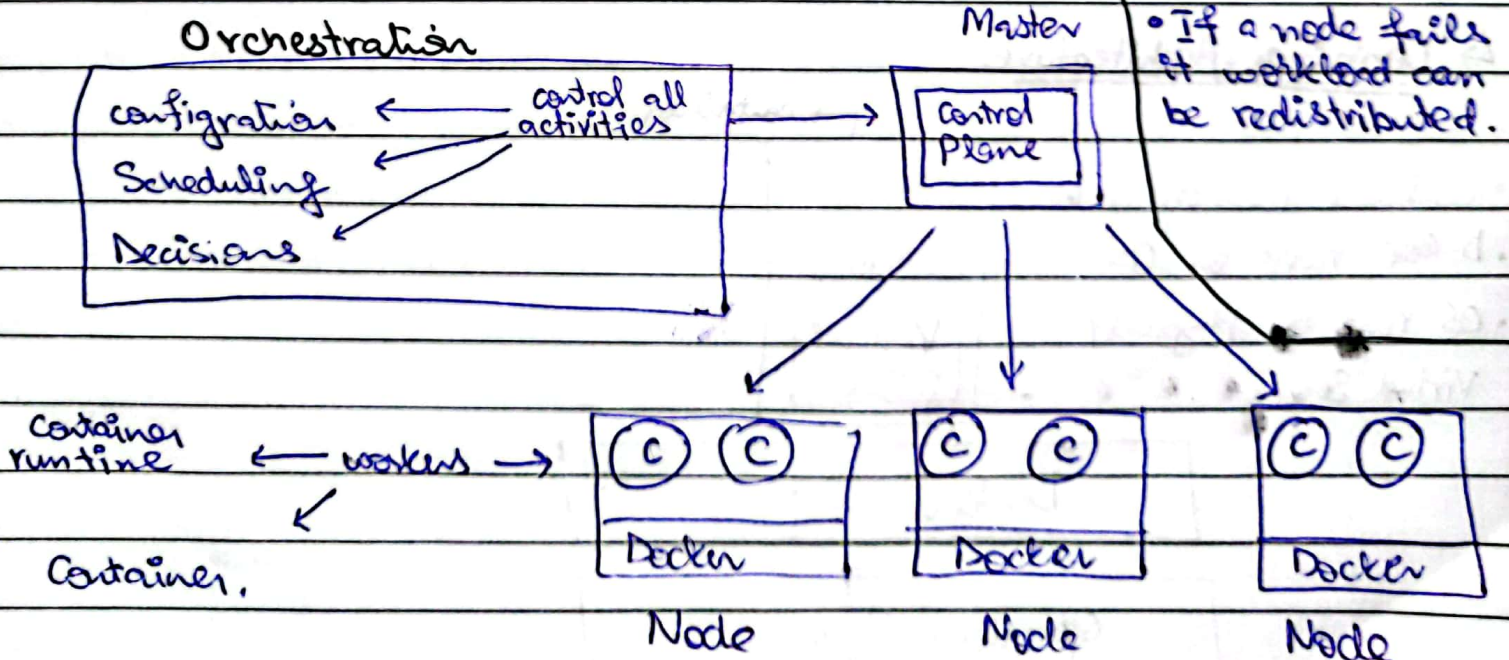 Orchestration
configration
control all
activities
Scheduling
Decisions
Master
Control
Plane
• If a node fails
it workload can
be redistributed.
Container
runtime
workers
Container.
C C
Docker
Node
C C
Docker
Node
C C
Docker
Node